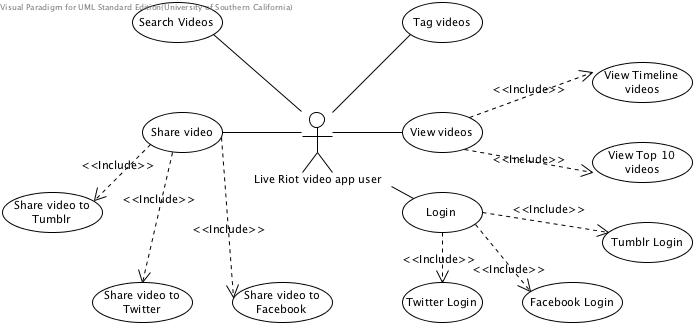 Visual Paradigm for UML Standard Edition(University of Southern California)
Search Videos
Tag videos
View Timeline
videos
<<Include>>
Share video
View videos
<<Include>>
View Top 10
videos
<<Include>>
Live Riot video app user
<<Include>>
Share video to
Tumblr
Login
<<Include>>
<<Include>>
Tumblr Login
<<Include>>
<<Include>>
Share video to
Twitter
Share video to
Facebook
Twitter Login
Facebook Login